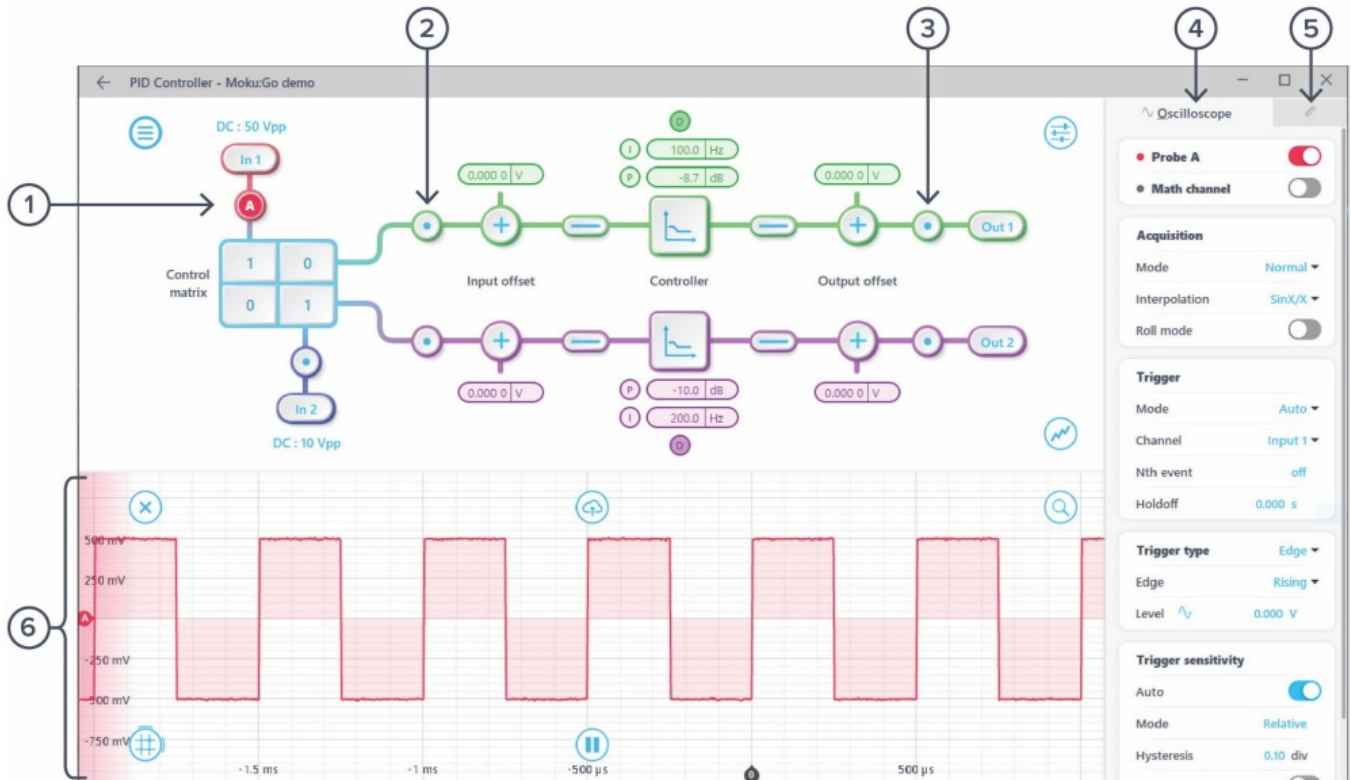 2
3
4
5
PID Controller - Moku:Go demo
Oscilloscope
DC : 50 Vpp
D
In 1
I 100.0 Hz
Probe A
0.000 0 V
P -8.7 dB
0.000 0 V
Math channel
1
A
Out 1
Acquisition
1 0
Control matrix
Input offset
Controller
Output offset
Mode Normal
0 1
Interpolation SinX/X
Roll mode
Out 2
Trigger
0.000 0 V
P -10.0 dB
0.000 0 V
In 2
I 200.0 Hz
Mode Auto
DC : 10 Vpp
D
Channel Input 1
Nth event off
Holdoff 0.000 s
500 mV
Trigger type Edge
250 mV
Edge Rising
6
A
Level 0.000 V
-250 mV
Trigger sensitivity
-500 mV
Auto
-750 mV
Mode Relative
Hysteresis 0.10 div
-1.5 ms
-1 ms
-500 µs
0
500 µs